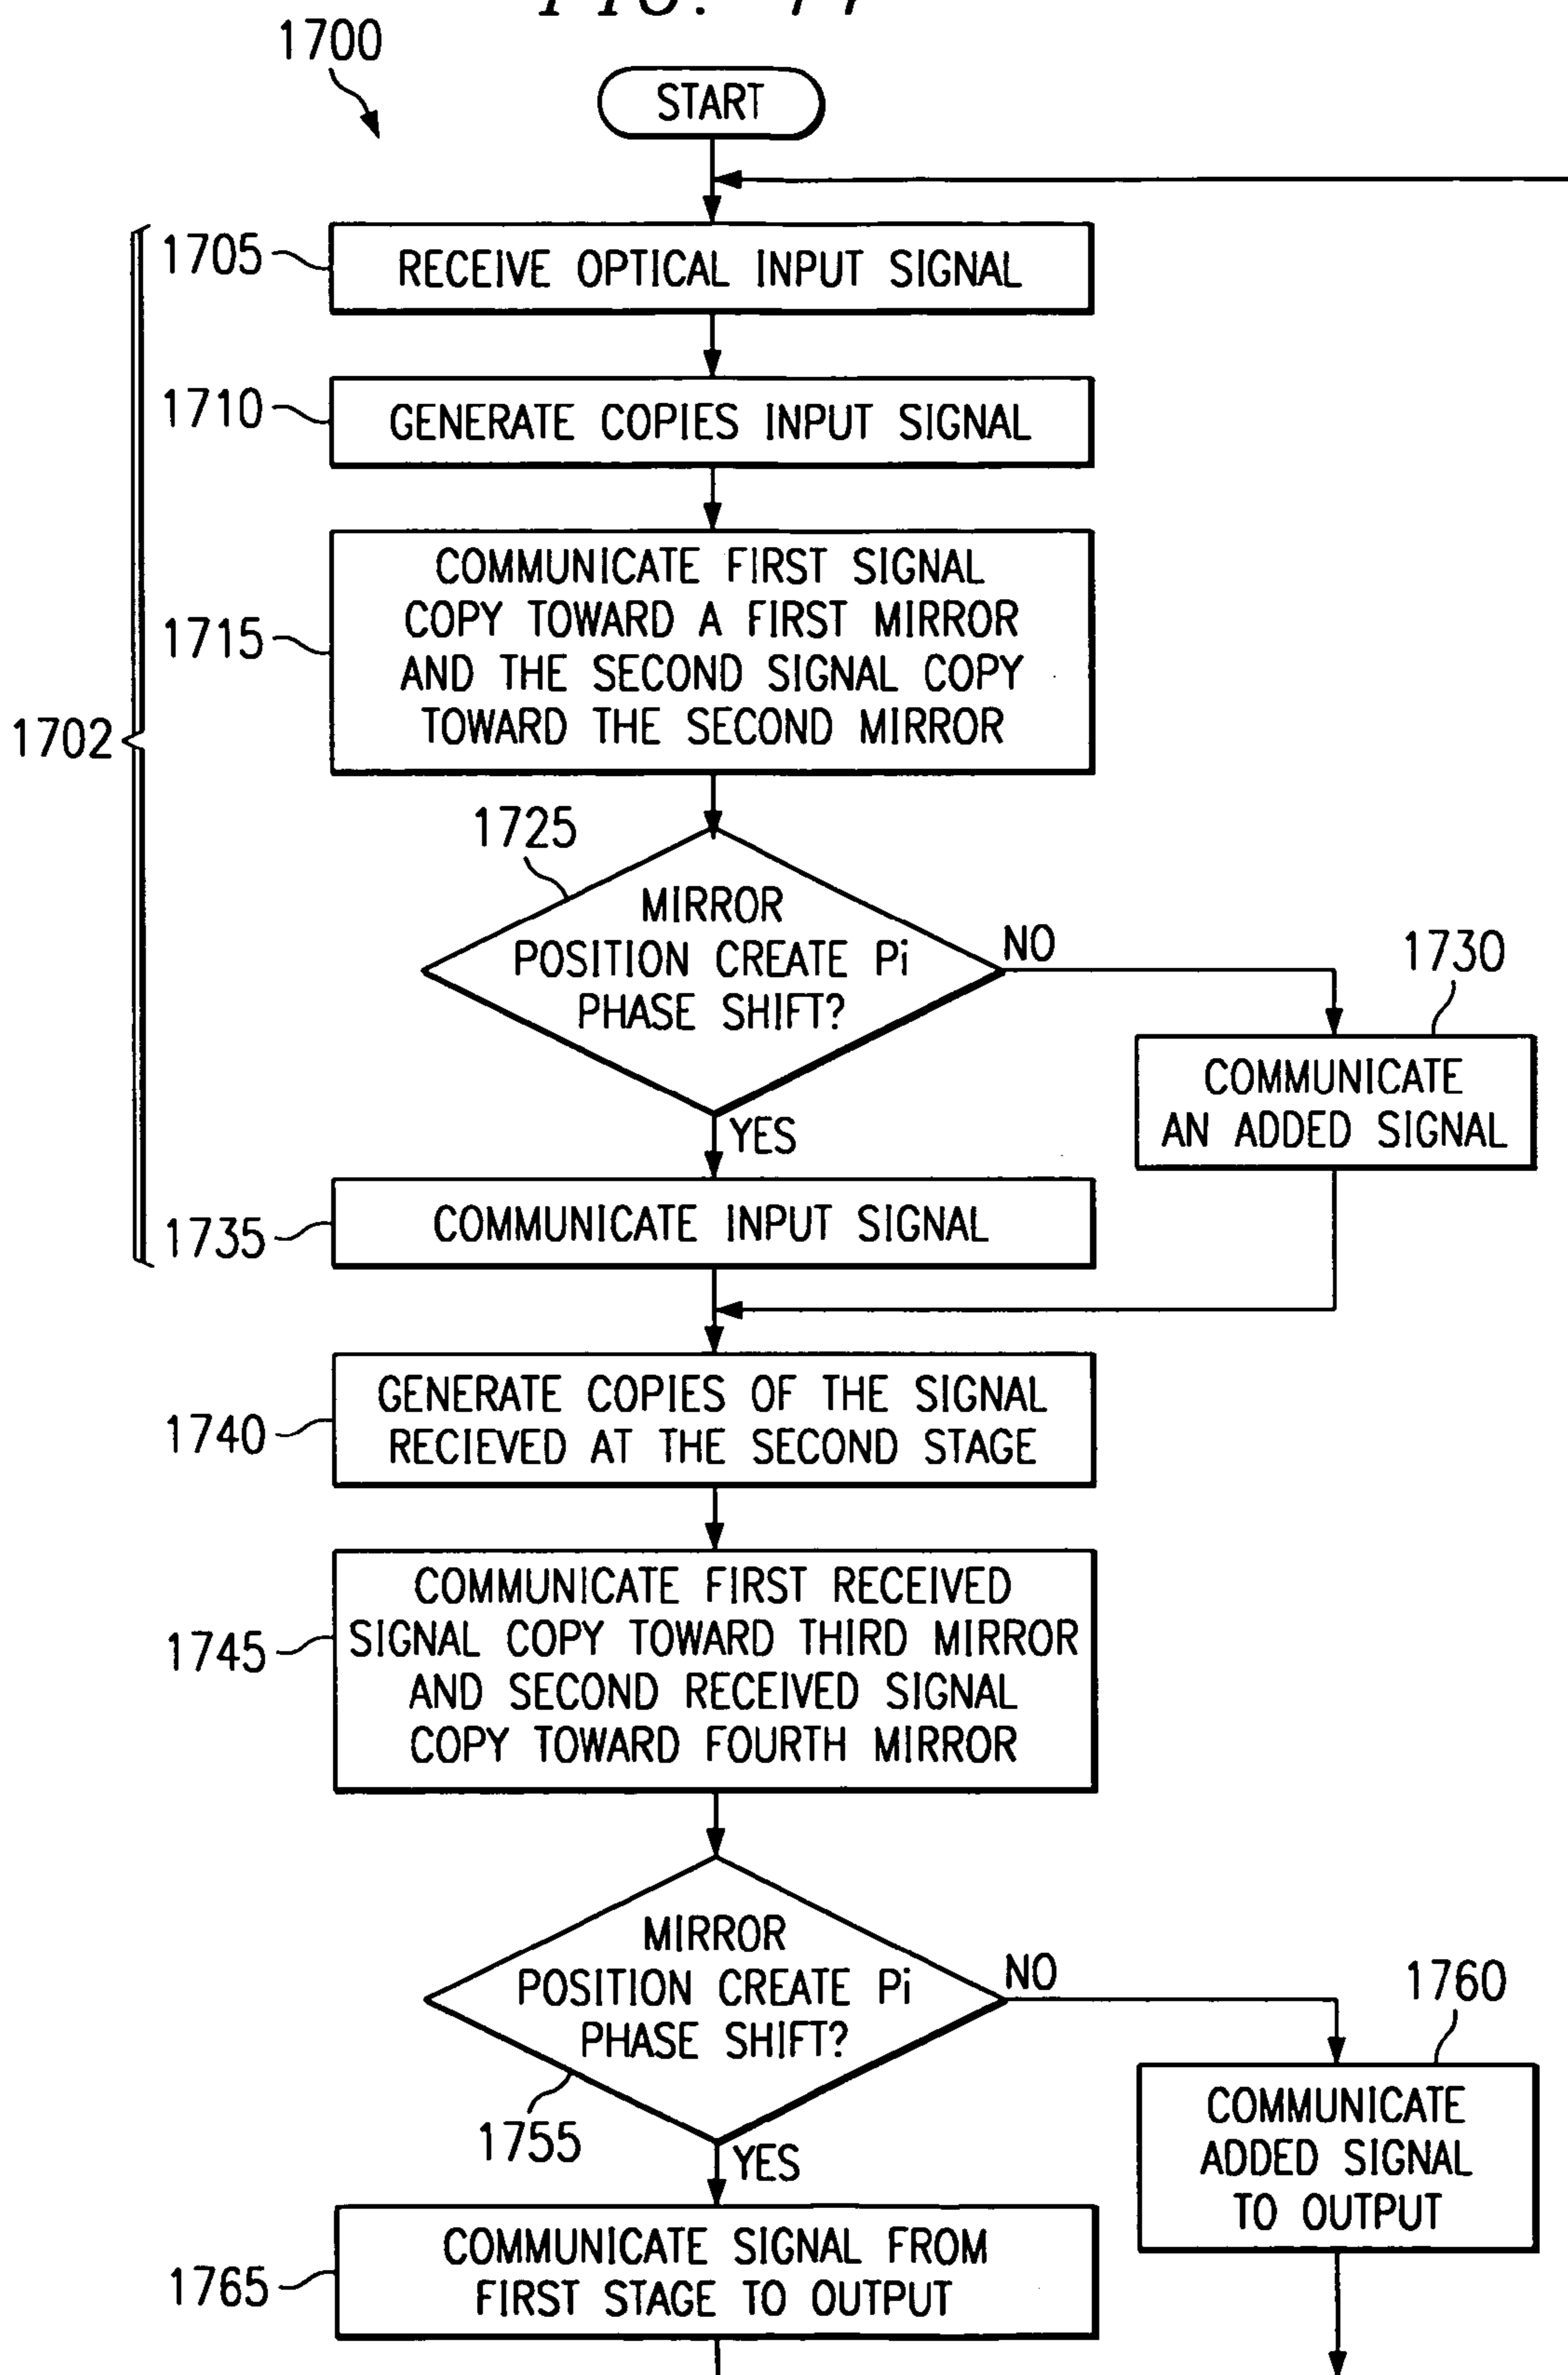 1700
START
1705
RECEIVE OPTICAL INPUT SIGNAL
1710
GENERATE COPIES INPUT SIGNAL
1715
COMMUNICATE FIRST SIGNAL
COPY TOWARD A FIRST MIRROR
AND THE SECOND SIGNAL COPY
TOWARD THE SECOND MIRROR
1702
1725
MIRROR
POSITION CREATE Pi
PHASE SHIFT?
NO
1730
COMMUNICATE
AN ADDED SIGNAL
YES
1735
COMMUNICATE INPUT SIGNAL
1740
GENERATE COPIES OF THE SIGNAL
RECIEVED AT THE SECOND STAGE
1745
COMMUNICATE FIRST RECEIVED
SIGNAL COPY TOWARD THIRD MIRROR
AND SECOND RECEIVED SIGNAL
COPY TOWARD FOURTH MIRROR
MIRROR
POSITION CREATE Pi
PHASE SHIFT?
NO
1760
1755
YES
COMMUNICATE
ADDED SIGNAL
TO OUTPUT
1765
COMMUNICATE SIGNAL FROM
FIRST STAGE TO OUTPUT